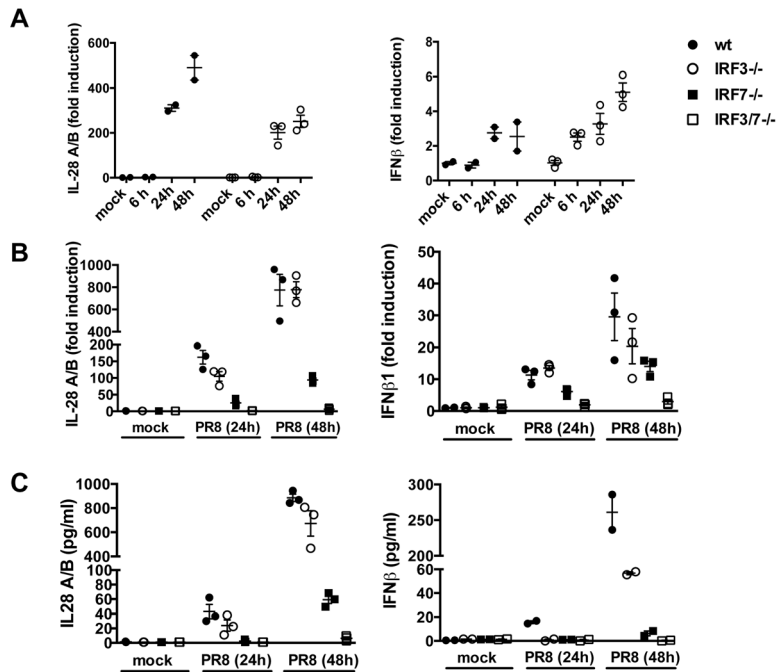 A
IL-28 A/B (fold induction)
600
400
200
0
mock
6 h
24h
48h
mock
6 h
24h
48h
IFNβ (fold induction)
8
6
4
2
0
mock
6 h
24h
48h
mock
6 h
24h
48h
wt
IRF3-/-
IRF7-/-
IRF3/7-/-
B
IL-28 A/B (fold induction)
1000
800
600
400
200
150
100
50
0
mock
PR8 (24h)
PR8 (48h)
IFNβ1 (fold induction)
50
40
30
20
10
0
mock
PR8 (24h)
PR8 (48h)
C
IL28 A/B (pg/ml)
1000
800
600
400
100
80
60
40
20
0
mock
PR8 (24h)
PR8 (48h)
IFNβ (pg/ml)
300
250
200
60
40
20
0
mock
PR8 (24h)
PR8 (48h)